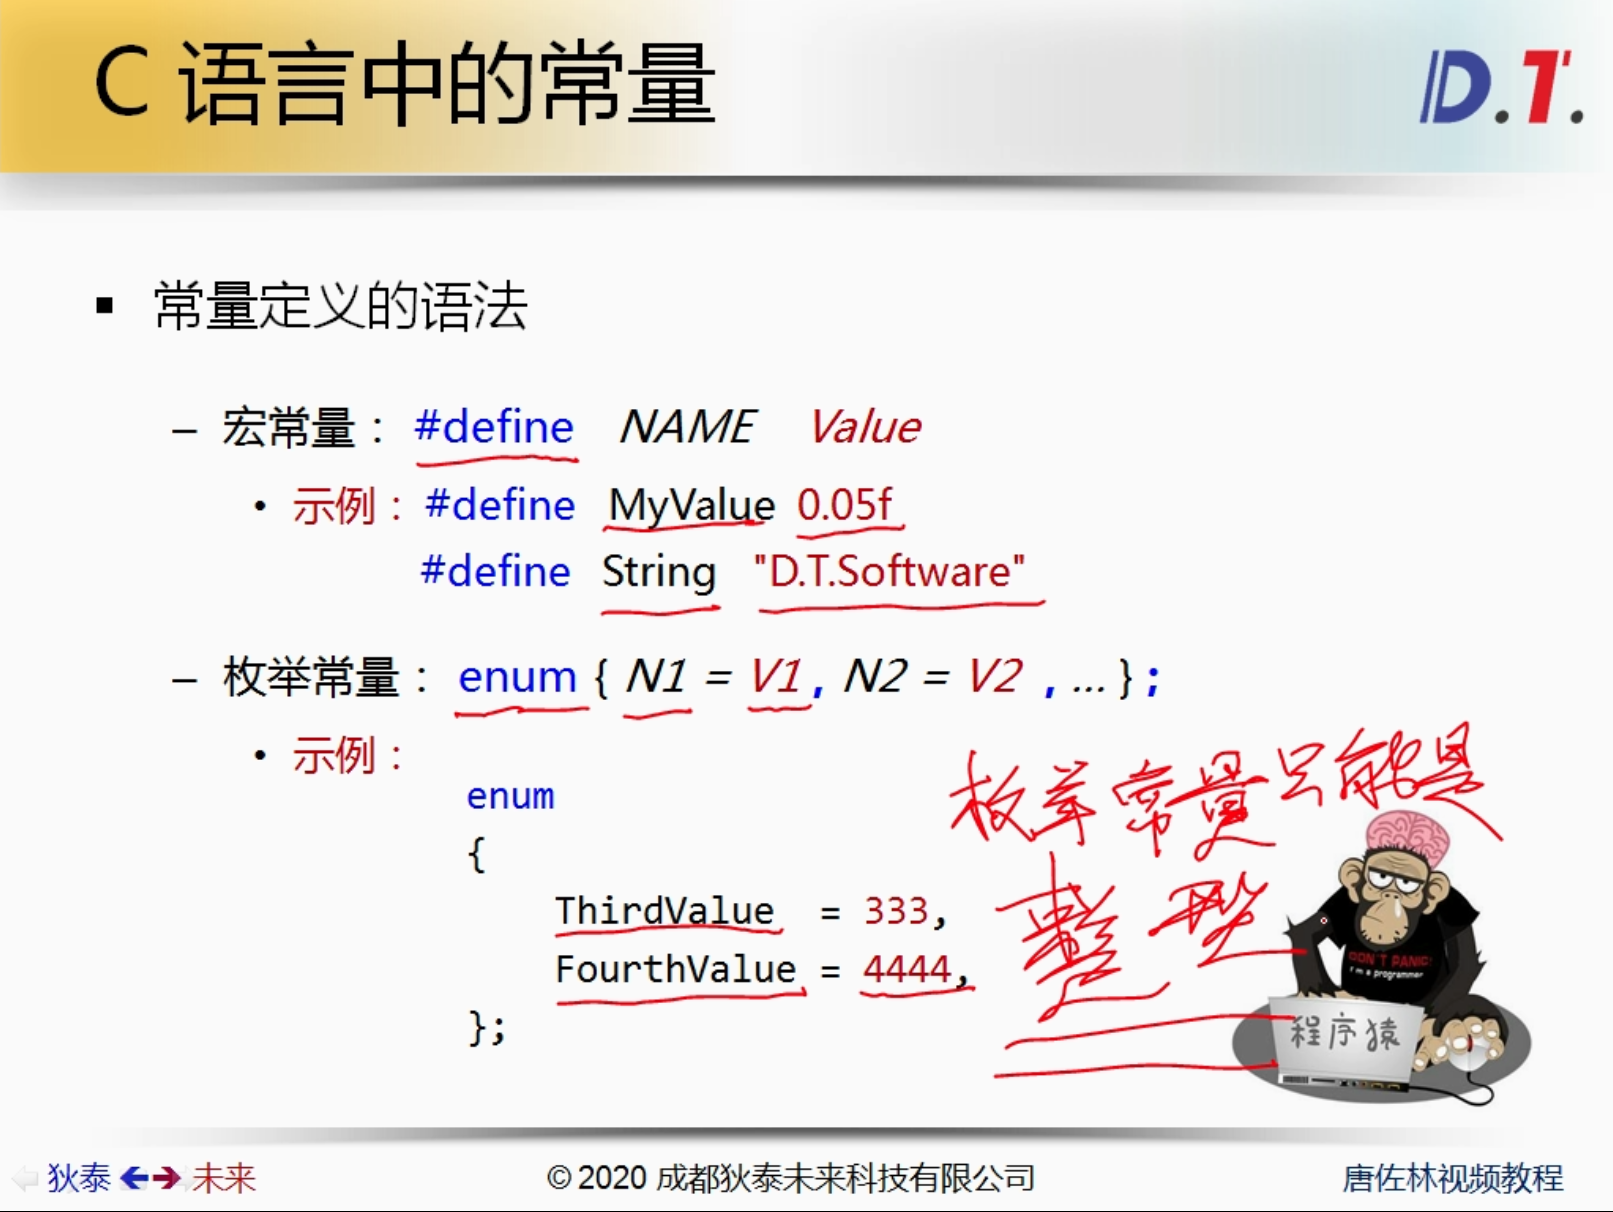 C 语言中的常量
D.T.
▪ 常量定义的语法
– 宏常量： #define NAME Value
• 示例： #define MyValue 0.05f
#define String "D.T.Software"
– 枚举常量： enum { N1 = V1 , N2 = V2 , ... } ;
• 示例：
enum
{
ThirdValue = 333,
FourthValue = 4444,
};
枚举常量只能是
整型
DON'T PANIC
I'm a programmer
程序猿
狄泰 未来
© 2020 成都狄泰未来科技有限公司
唐佐林视频教程